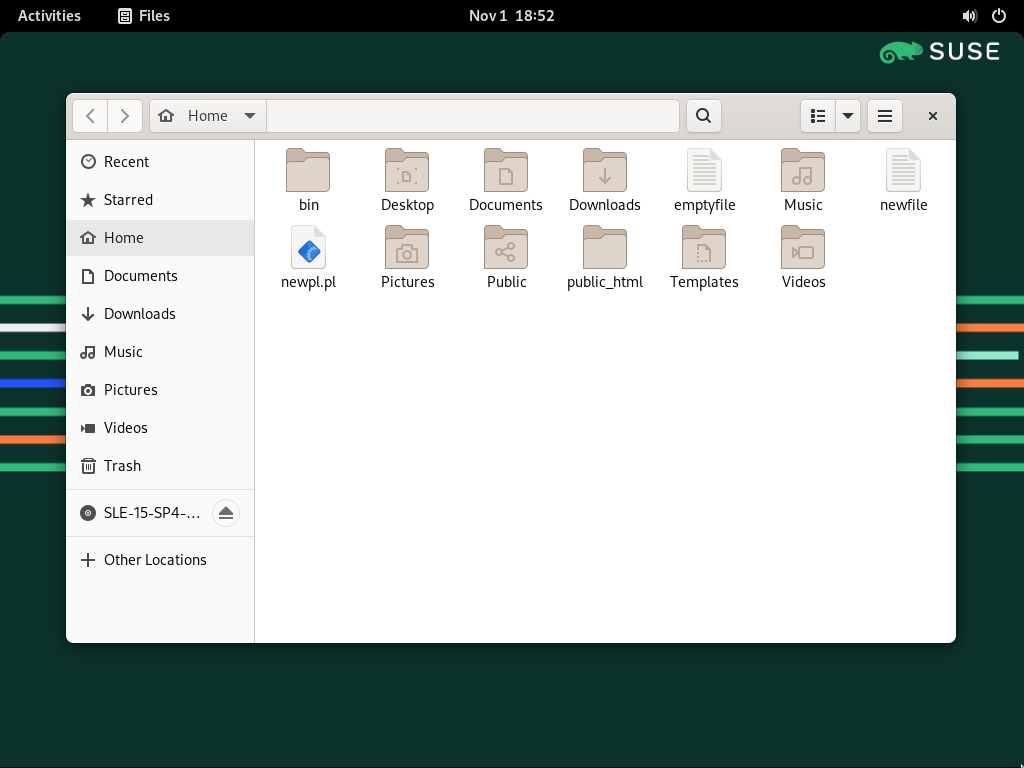 Activities Files Nov 1 18:52
SUSE
Home
Recent
Starred
Home
Documents
Downloads
Music
Pictures
Videos
Trash
SLE-15-SP4-...
Other Locations
bin Desktop Documents Downloads emptyfile Music newfile
newpl.pl Pictures Public public_html Templates Videos